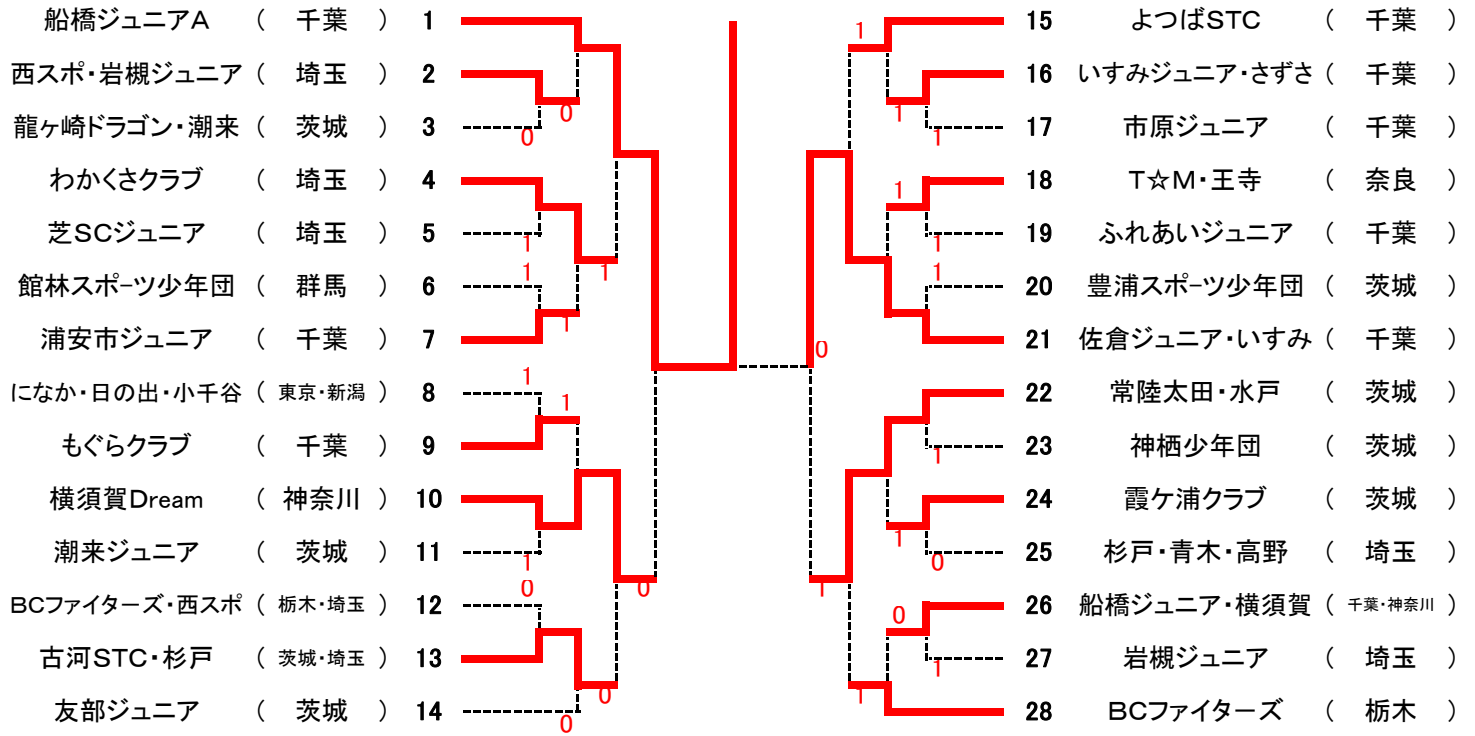 船橋ジュニアA ( 千葉 ) 1
西スポ・岩槻ジュニア ( 埼玉 ) 2
0
龍ヶ崎ドラゴン・潮来 ( 茨城 ) 3
0
わかくさクラブ ( 埼玉 ) 4
芝SCジュニア ( 埼玉 ) 5
1
1
館林スポーツ少年団 ( 群馬 ) 6
1
浦安市ジュニア ( 千葉 ) 7
1
になか・日の出・小千谷 ( 東京・新潟 ) 8
1
1
もぐらクラブ ( 千葉 ) 9
横須賀Dream ( 神奈川 ) 10
潮来ジュニア ( 茨城 ) 11
1
0
0
BCファイターズ・西スポ ( 栃木・埼玉 ) 12
古河STC・杉戸 ( 茨城・埼玉 ) 13
0
友部ジュニア ( 茨城 ) 14
0
1
15 よつばSTC ( 千葉 )
16 いすみジュニア・さずさ ( 千葉 )
1
17 市原ジュニア ( 千葉 )
1
1
18 T☆M・王寺 ( 奈良 )
19 ふれあいジュニア ( 千葉 )
1
1
20 豊浦スポーツ少年団 ( 茨城 )
21 佐倉ジュニア・いすみ ( 千葉 )
0
22 常陸太田・水戸 ( 茨城 )
23 神栖少年団 ( 茨城 )
1
24 霞ケ浦クラブ ( 茨城 )
1
25 杉戸・青木・高野 ( 埼玉 )
0
1
26 船橋ジュニア・横須賀 ( 千葉・神奈川 )
0
27 岩槻ジュニア ( 埼玉 )
1
1
28 BCファイターズ ( 栃木 )